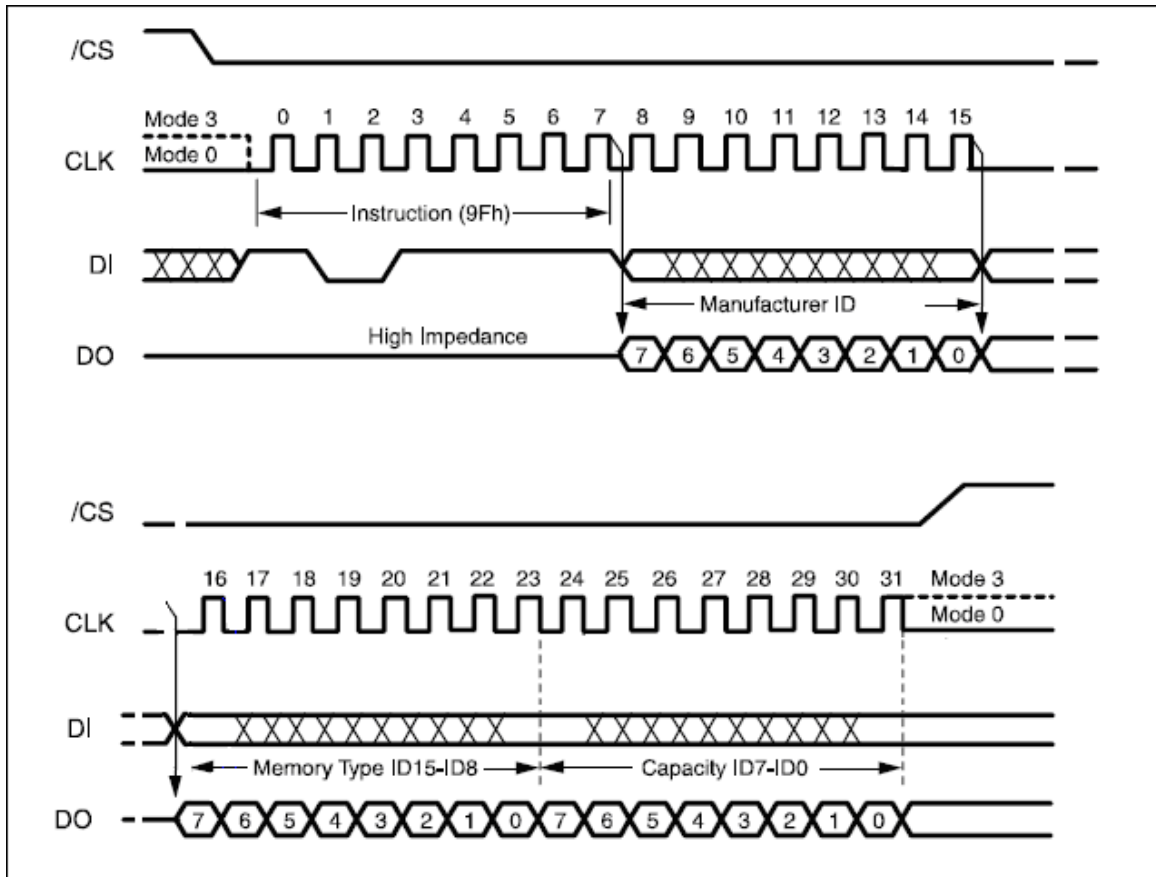 /CS
0 1 2 3 4 5 6 7 8 9 10 11 12 13 14 15
Mode 3
CLK
Mode 0
Instruction (9Fh)
DI
Manufacturer ID
High Impedance
DO
7 6 5 4 3 2 1 0
/CS
16 17 18 19 20 21 22 23 24 25 26 27 28 29 30 31
Mode 3
CLK
Mode 0
DI
Memory Type ID15-ID8
Capacity ID7-ID0
DO
7 6 5 4 3 2 1 0 7 6 5 4 3 2 1 0